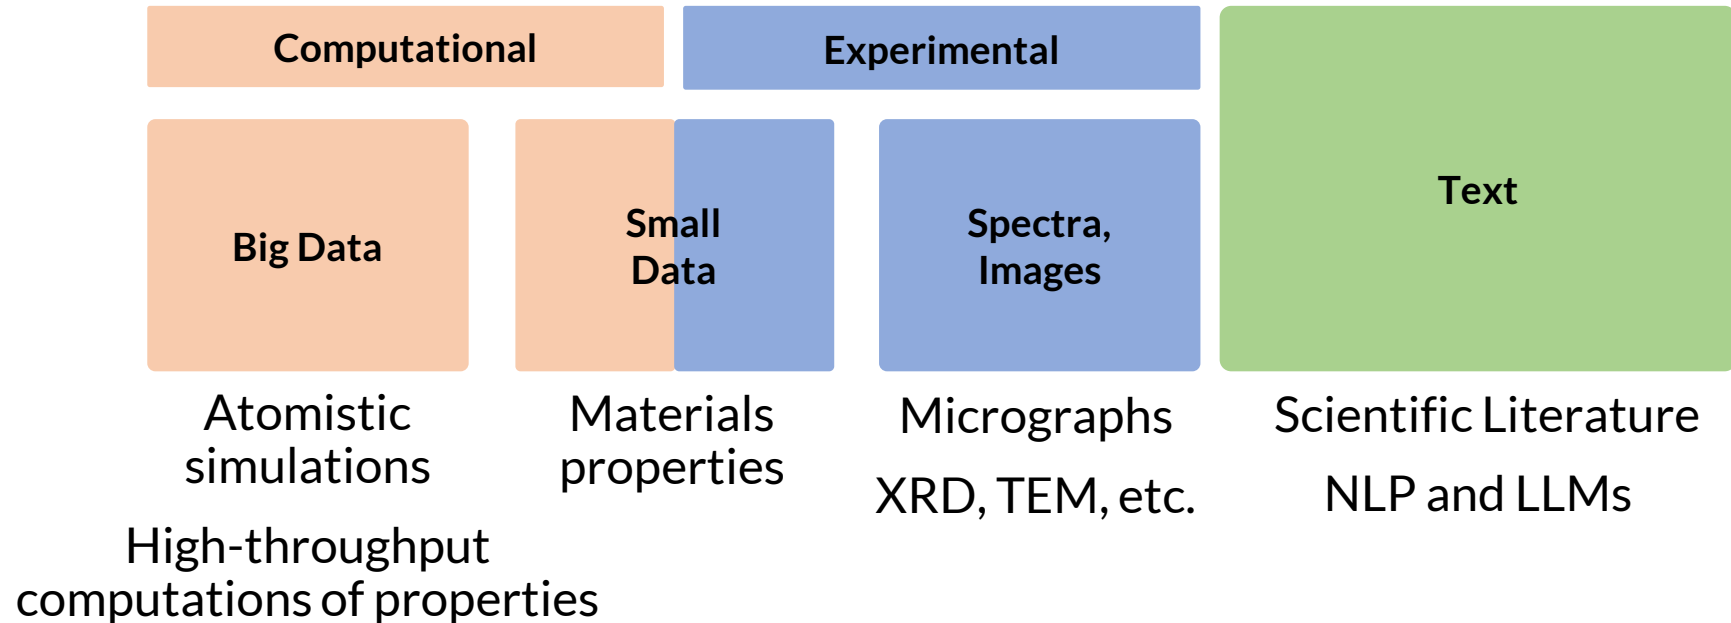 Computational
Experimental
Text
Big Data
Small
Data
Spectra,
Images
Atomistic
simulations
High-throughput
computations of properties
Materials
properties
Micrographs
XRD, TEM, etc.
Scientific Literature
NLP and LLMs